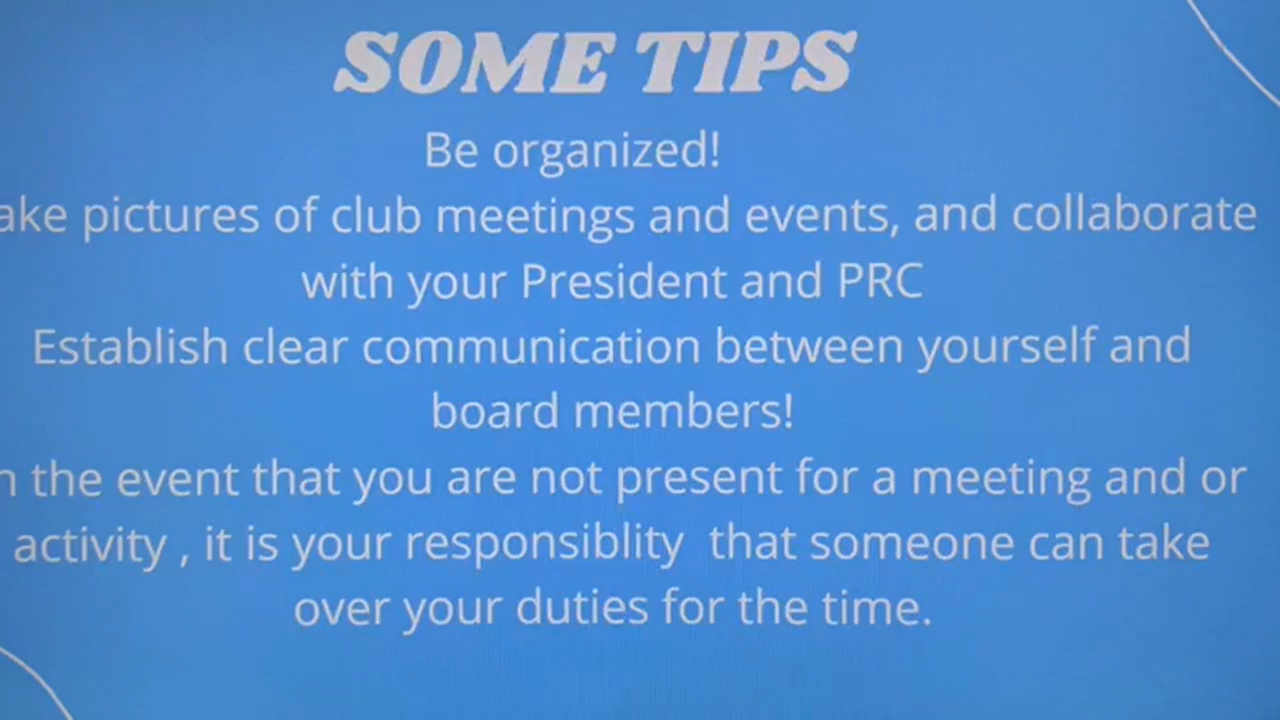 SOME TIPS
Be organized!
ake pictures of club meetings and events, and collaborate
with your President and PRC
Establish clear communication between yourself and
board members!
n the event that you are not present for a meeting and or
activity , it is your responsiblity that someone can take
over your duties for the time.